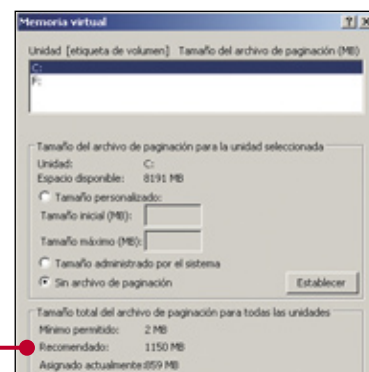 Memoria virtual
Unidad [etiqueta de volumen] Tamaño del archivo de paginación (MB)
C:
F:
Tamaño del archivo de paginación para la unidad seleccionada
Unidad: C:
Espacio disponible: 8191 MB
Tamaño personalizado:
Tamaño inicial (MB):
Tamaño máximo (MB):
Tamaño administrado por el sistema
Sin archivo de paginación Establecer
Tamaño total del archivo de paginación para todas las unidades
Mínimo permitido: 2 MB
Recomendado: 1150 MB
Asignado actualmente:859 MB